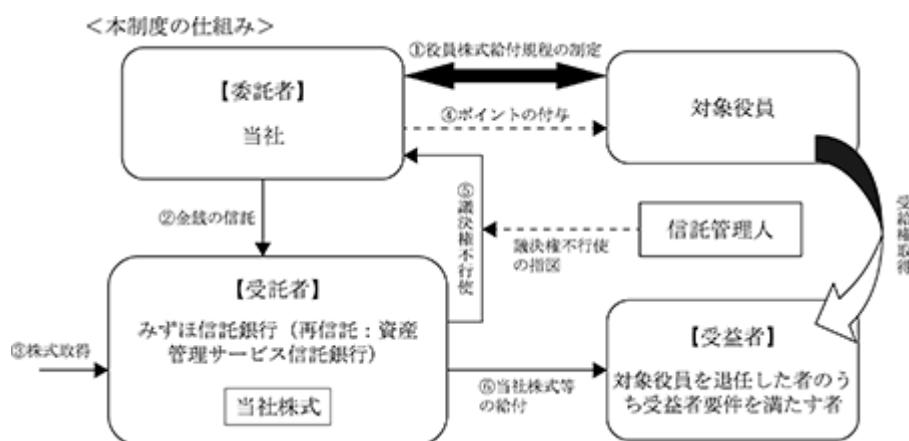 ＜本制度の仕組み＞
①役員株式給付規程の制定
【委託者】
当社
対象役員
④ポイントの付与
②金銭の信託
⑤議決権不行使
議決権不行使
の指図
信託管理人
受給権取得
【受託者】
みずほ信託銀行（再信託：資産
管理サービス信託銀行）
当社株式
③株式取得
⑥当社株式等
の給付
【受益者】
対象役員を退任した者のう
ち受益者要件を満たす者